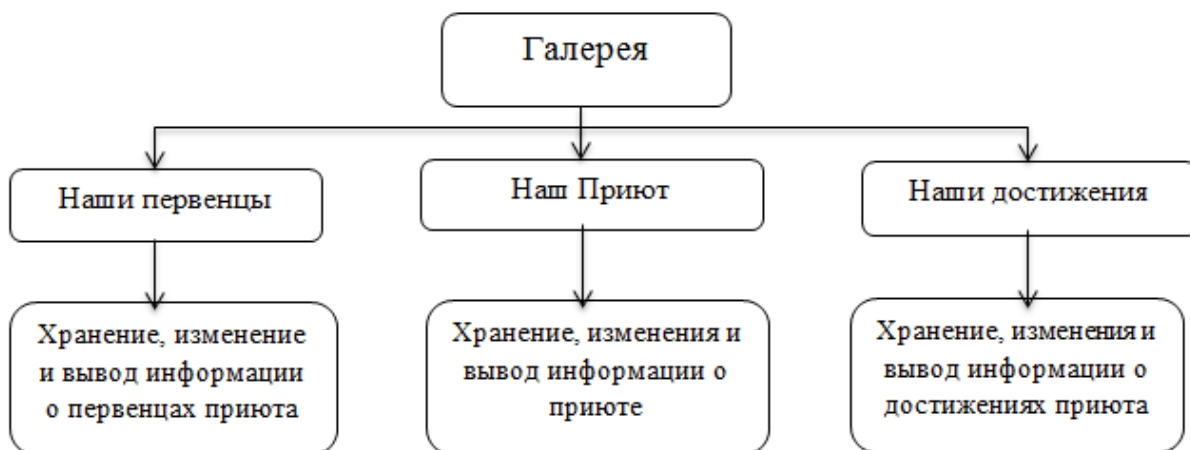 Галерея
Наши первенцы
Наш Приют
Наши достижения
Хранение, изменение
и вывод информации
о первенцах приюта
Хранение, изменения и
вывод информации о
приюте
Хранение, изменения и
вывод информации о
достижениях приюта